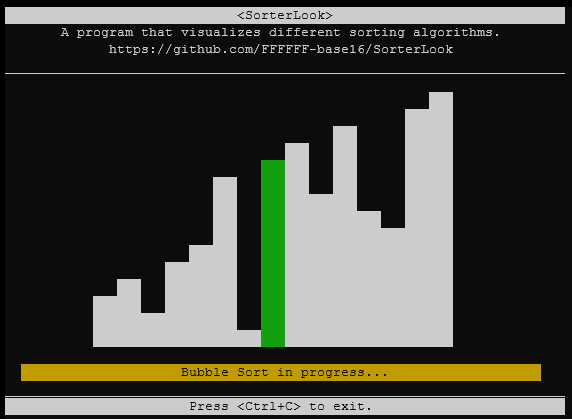 <SorterLook>
A program that visualizes different sorting algorithms.
https://github.com/FFFFFF-base16/SorterLook
Bubble Sort in progress...
Press <Ctrl+C> to exit.